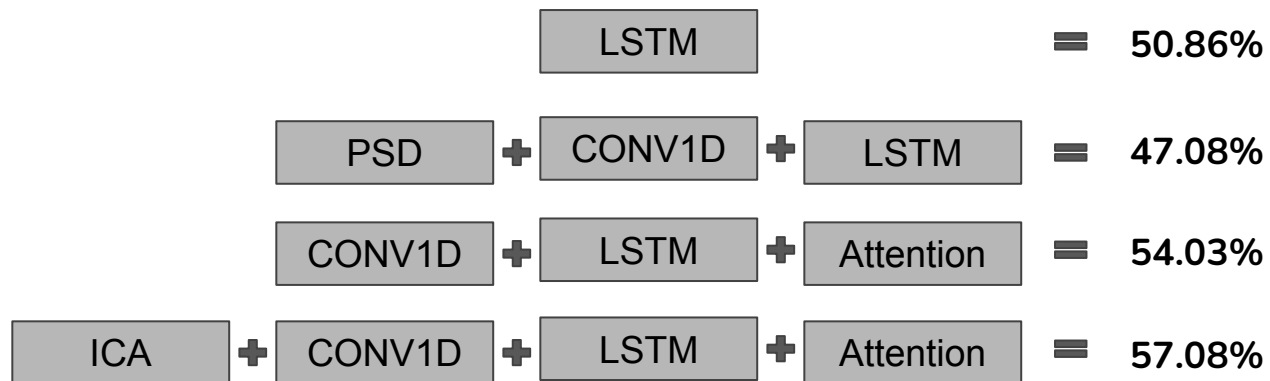 LSTM = 50.86%
PSD + CONV1D + LSTM = 47.08%
CONV1D + LSTM + Attention = 54.03%
ICA + CONV1D + LSTM + Attention = 57.08%